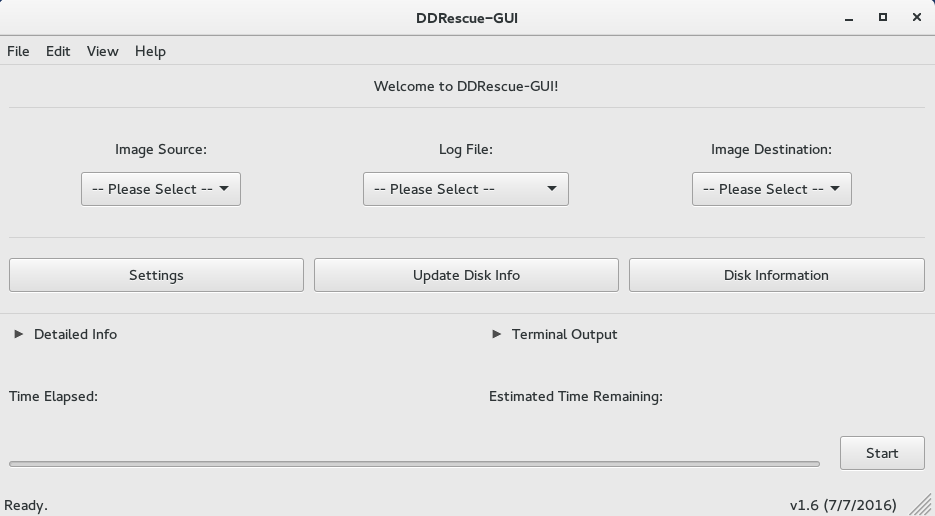 DDRescue-GUI
File Edit View Help
Welcome to DDRescue-GUI!
Image Source: Log File: Image Destination:
-- Please Select -- -- Please Select -- -- Please Select --
Settings Update Disk Info Disk Information
Detailed Info Terminal Output
Time Elapsed: Estimated Time Remaining:
Start
Ready. v1.6 (7/7/2016)